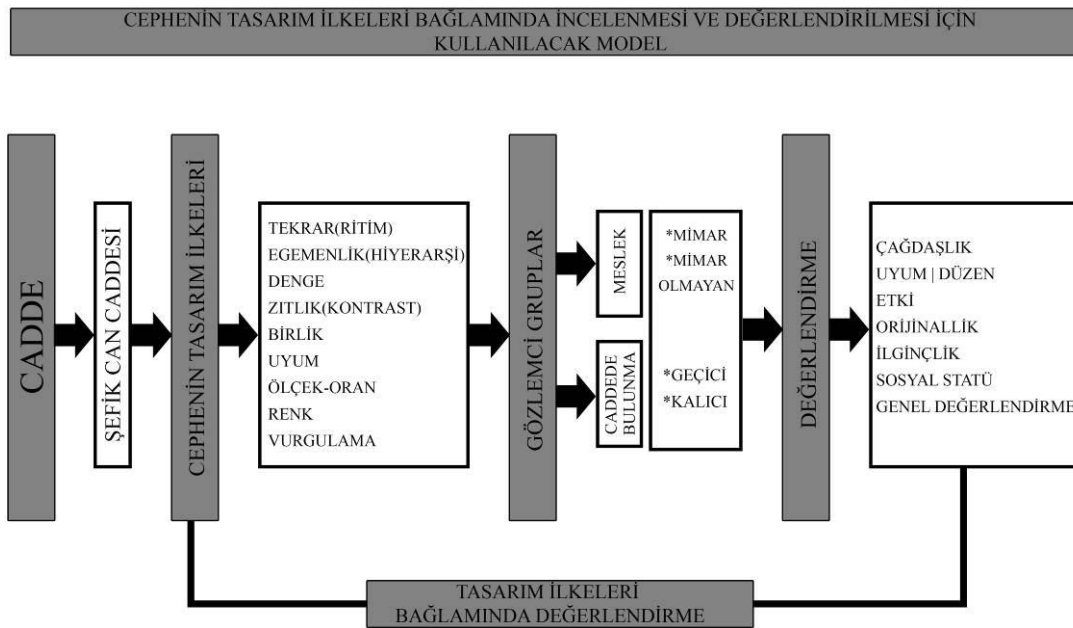 CEPHENİN TASARIM İLKELERİ BAĞLAMINDA İNCELENMESİ VE DEĞERLENDİRİLMESİ İÇİN
KULLANILACAK MODEL
CADDE
ŞEFİK CAN CADDESİ
CEPHENİN TASARIM İLKELERİ
TEKRAR(RİTİM)
EGEMENLİK(HİYERARŞİ)
DENGE
ZITLIK(KONTRAST)
BİRLİK
UYUM
ÖLÇEK-ORAN
RENK
VURGULAMA
GÖZLEMCİ GRUPLAR
MESLEK
CADDEDE
BULUNMA
*MİMAR
*MİMAR
OLMAYAN
*GEÇİCİ
*KALICI
DEĞERLENDİRME
ÇAĞDAŞLIK
UYUM | DÜZEN
ETKİ
ORİJİNALLİK
İLGİNÇLİK
SOSYAL STATÜ
GENEL DEĞERLENDİRME
TASARIM İLKELERİ
BAĞLAMINDA DEĞERLENDİRME